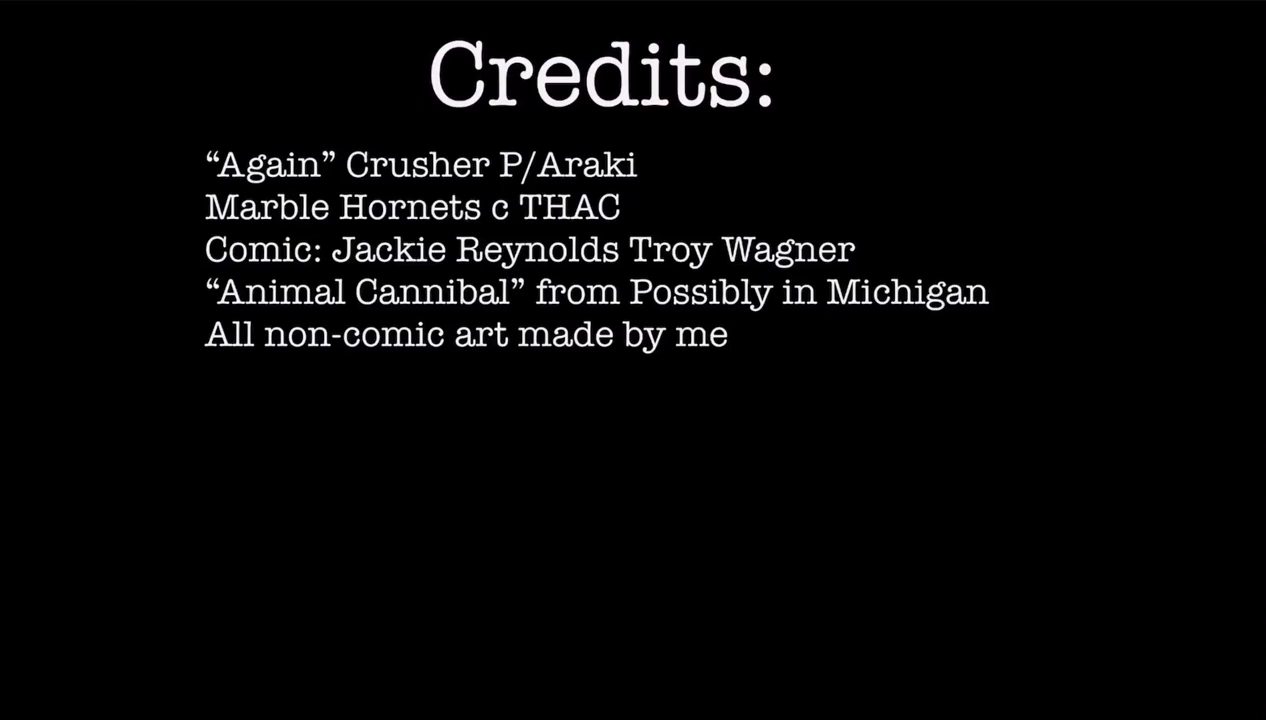 Credits:
“Again” Crusher P/Araki
Marble Hornets c THAC
Comic: Jackie Reynolds Troy Wagner
“Animal Cannibal” from Possibly in Michigan
All non-comic art made by me